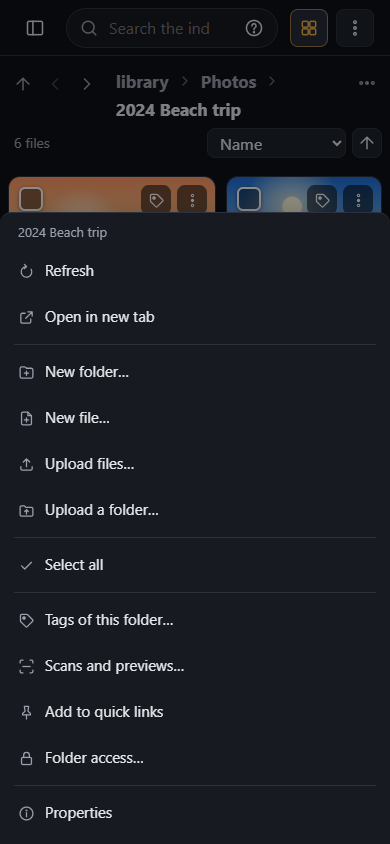 Search the ind
library > Photos >
2024 Beach trip
6 files
Name
2024 Beach trip
Refresh
Open in new tab
New folder...
New file...
Upload files...
Upload a folder...
Select all
Tags of this folder...
Scans and previews...
Add to quick links
Folder access...
Properties